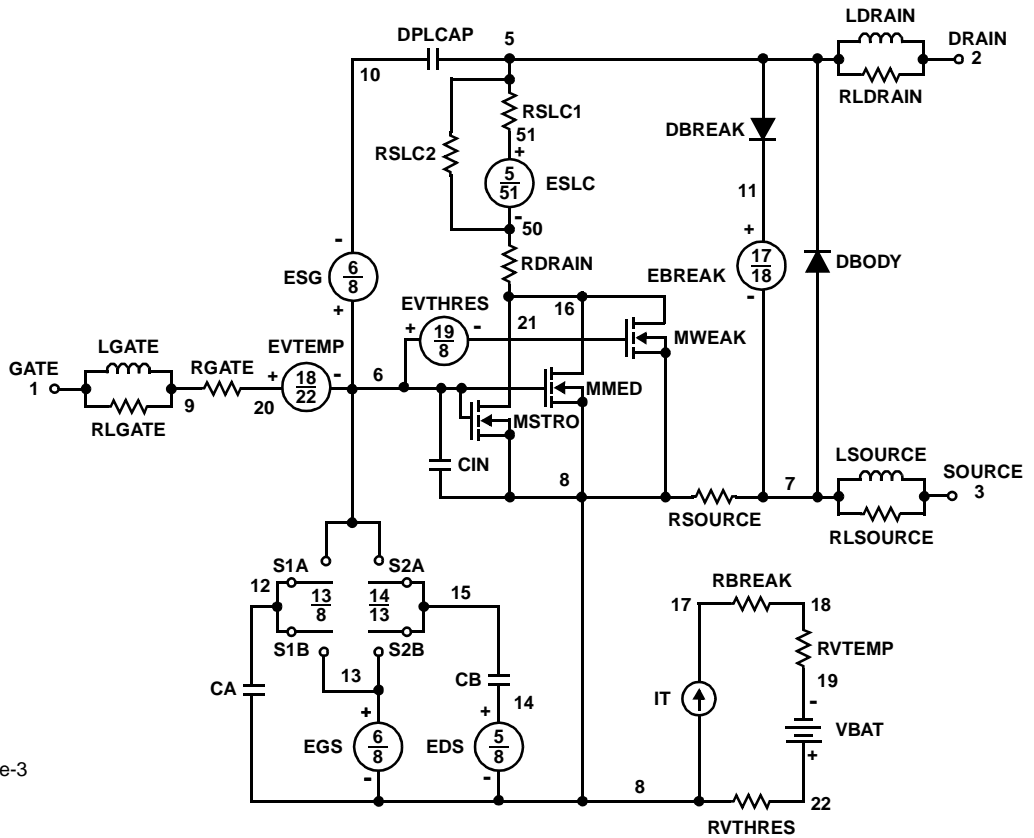 LDRAIN
DPLCAP
5
DRAIN
2
10
RLDRAIN
RSLC1
51
+
DBREAK
RSLC2
5
51
ESLC
11
-
50
-
+
RDRAIN
17
18
EBREAK
DBODY
6
8
ESG
EVTHRES
16
-
+
+
19
8
-
21
MWEAK
LGATE
EVTEMP
GATE
1
RGATE
+
18
22
-
6
MMED
9
20
MSTRO
RLGATE
LSOURCE
CIN
8
7
SOURCE
3
RSOURCE
RLSOURCE
S1A
S2A
12
13
8
14
13
15
RBREAK
17
18
S1B
S2B
RVTEMP
13
CB
19
CA
14
IT
-
+
+
VBAT
EGS
6
8
EDS
5
8
+
-
-
8
22
e-3
RVTHRES